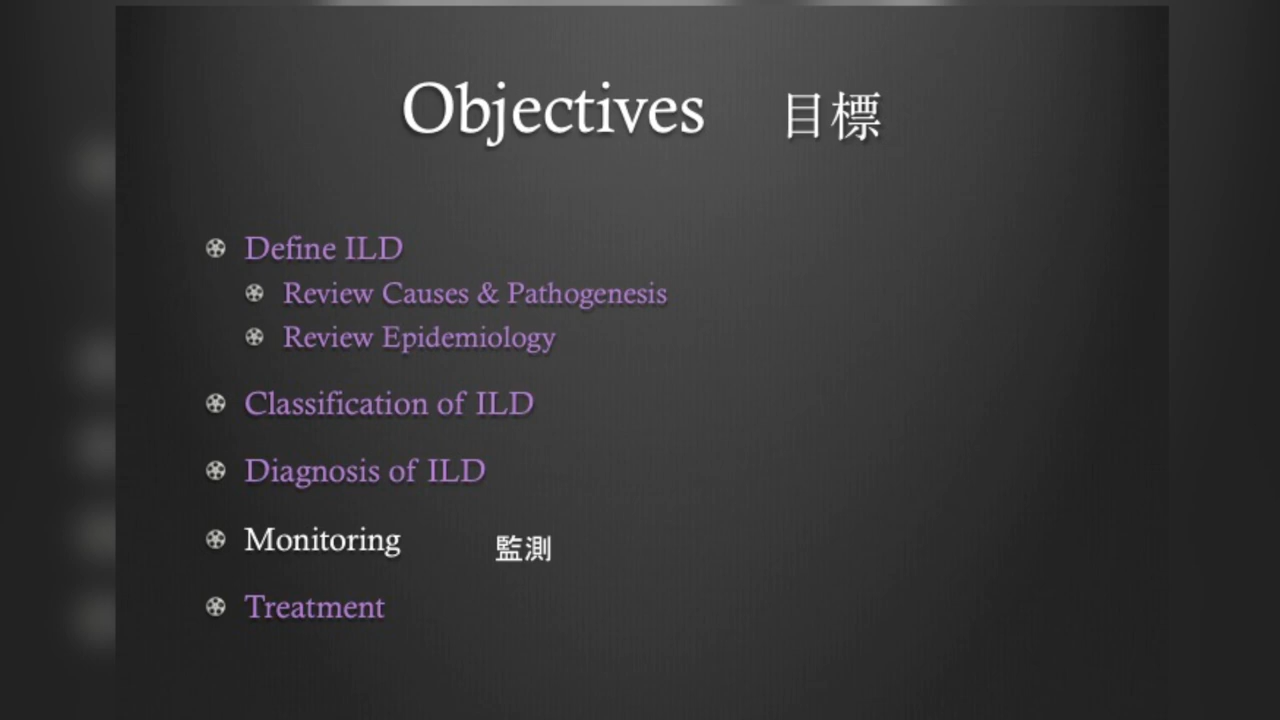 Objectives 目標
Define ILD
Review Causes & Pathogenesis
Review Epidemiology
Classification of ILD
Diagnosis of ILD
Monitoring 監測
Treatment